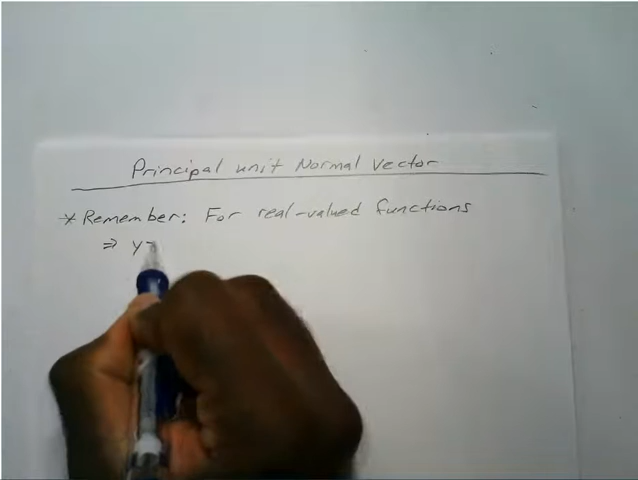 Principal unit Normal Vector
* Remember: For real-valued functions
⇒ y=